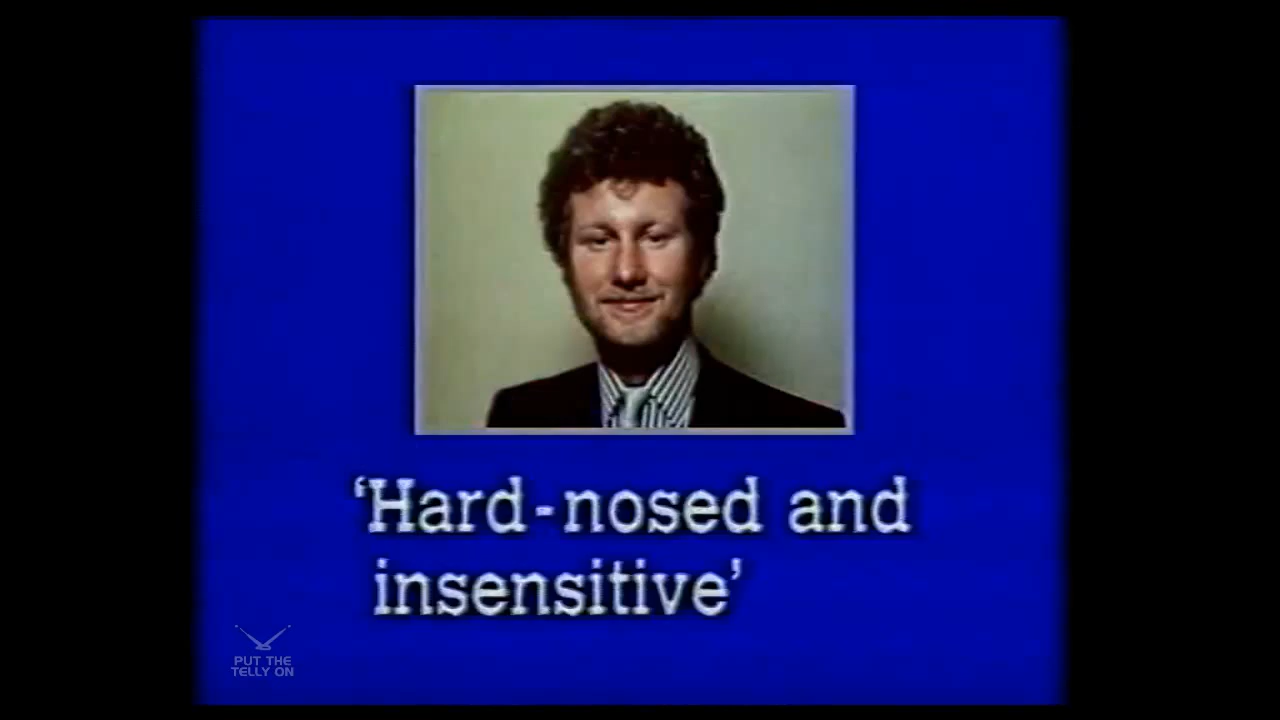 ‘Hard-nosed and
insensitive’
PUT THE
TELLY ON